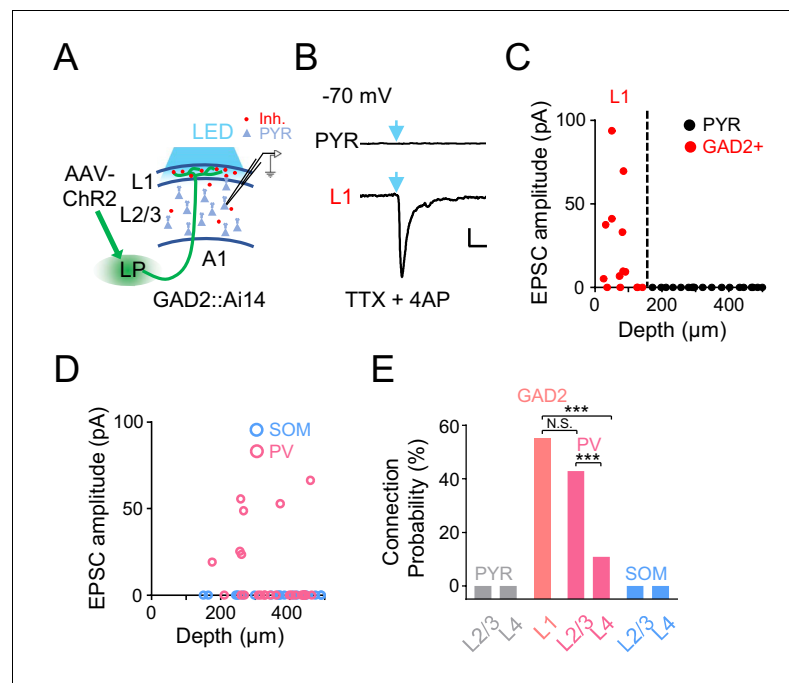 A
Inh.
PYR
LED
AAV-
ChR2
L1
L2/3
A1
LP
GAD2::Ai14
B
-70 mV
PYR
L1
TTX + 4AP
C
L1
PYR
GAD2+
EPSC amplitude (pA)
100
50
0
0 200 400
Depth (µm)
D
SOM
PV
EPSC amplitude (pA)
100
50
0
0 200 400
Depth (µm)
E
GAD2
***
N.S.
PV
***
Connection
Probability (%)
60
40
20
0
PYR
SOM
L2/3 L4 L1 L2/3 L4 L2/3 L4